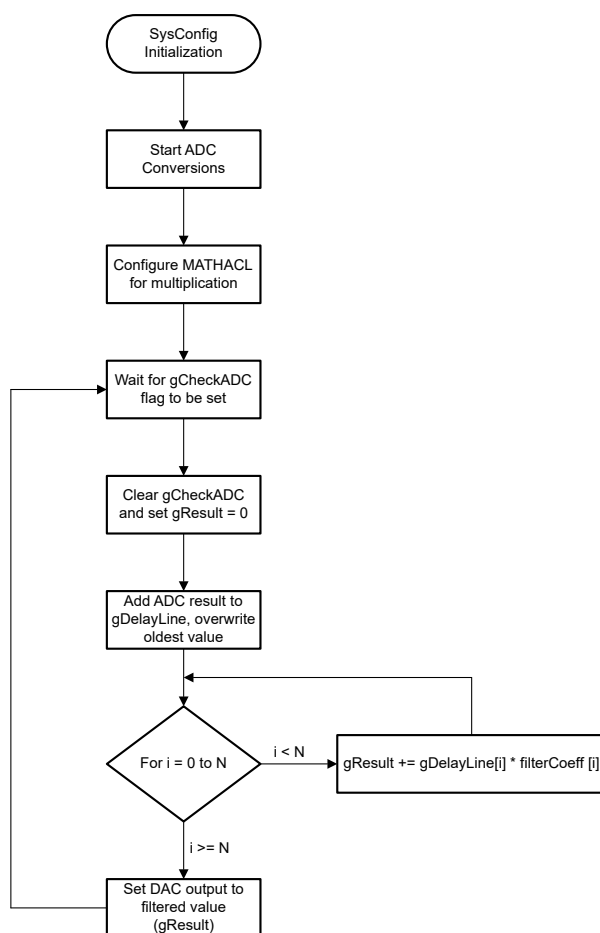 SysConfig
Initialization
Start ADC
Conversions
Configure MATHACL
for multiplication
Wait for gCheckADC
flag to be set
Clear gCheckADC
and set gResult = 0
Add ADC result to
gDelayLine, overwrite
oldest value
For i = 0 to N
i < N
gResult += gDelayLine[i] * filterCoeff [i]
i >= N
Set DAC output to
filtered value
(gResult)